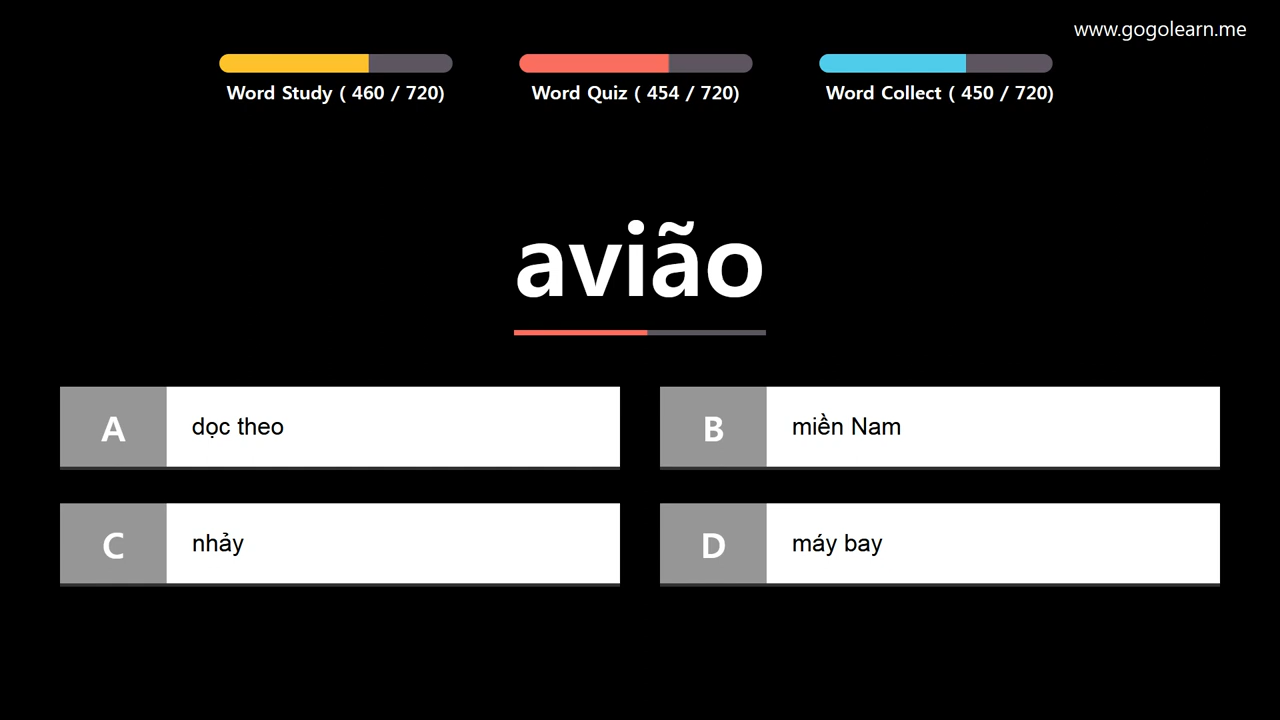 www.gogolearn.me
Word Study ( 460 / 720)
Word Quiz ( 454 / 720)
Word Collect ( 450 / 720)
avião
A
dọc theo
B
miền Nam
C
nhảy
D
máy bay